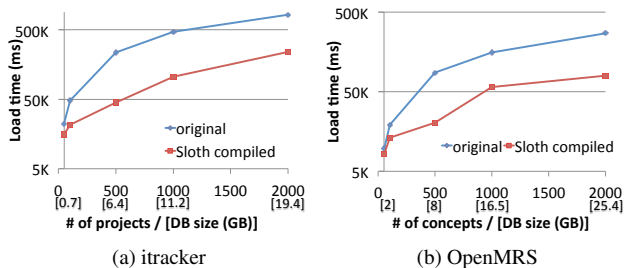 Load time (ms)
500K
50K
5K
original
Sloth compiled
0 500 1000 1500 2000
[0.7] [6.4] [11.2] [19.4]
# of projects / [DB size (GB)]
(a) itracker
Load time (ms)
500K
50K
5K
original
Sloth compiled
0 500 1000 1500 2000
[2] [8] [16.5] [25.4]
# of concepts / [DB size (GB)]
(b) OpenMRS